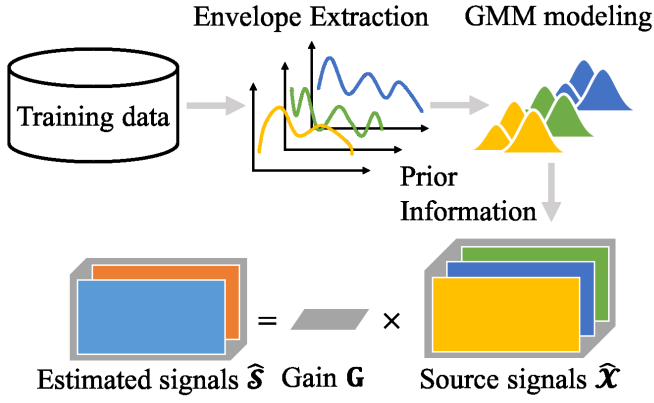 Envelope Extraction
GMM modeling
Training data
Prior
Information
= ×
Estimated signals 𝓢̂ Gain 𝐆 Source signals 𝓧̂